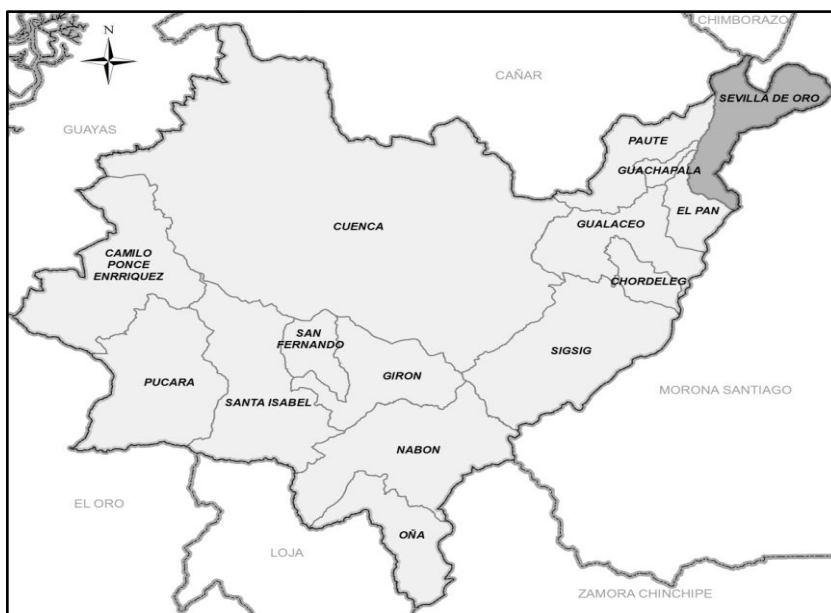 CHIMBORAZO
N
CAÑAR
SEVILLA DE ORO
GUAYAS
PAUTE
GUACHAPALA
EL PAN
GUALACEO
CUENCA
CAMILO
PONCE
ENRRIQUEZ
CHORDELEG
SAN
FERNANDO
SIGSIG
GIRON
PUCARA
MORONA SANTIAGO
SANTA ISABEL
NABON
EL ORO
OÑA
LOJA
ZAMORA CHINCHIPE